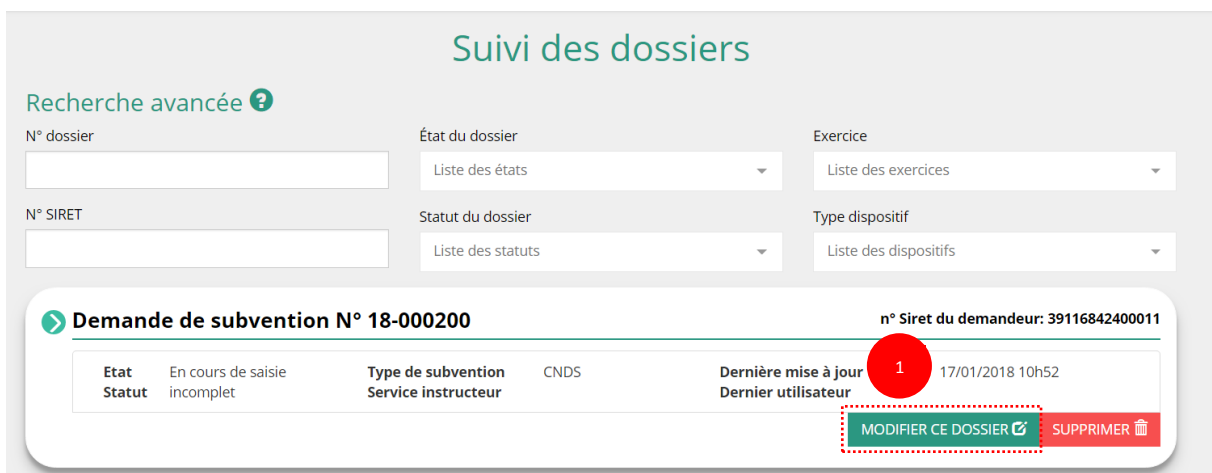 Suivi des dossiers
Recherche avancée ?
N° dossier
État du dossier
Exercice
Liste des états
Liste des exercices
N° SIRET
Statut du dossier
Type dispositif
Liste des statuts
Liste des dispositifs
Demande de subvention N° 18-000200
n° Siret du demandeur: 39116842400011
Etat En cours de saisie Type de subvention CNDS Dernière mise à jour 1 17/01/2018 10h52
Statut incomplet Service instructeur Dernier utilisateur
MODIFIER CE DOSSIER SUPPRIMER